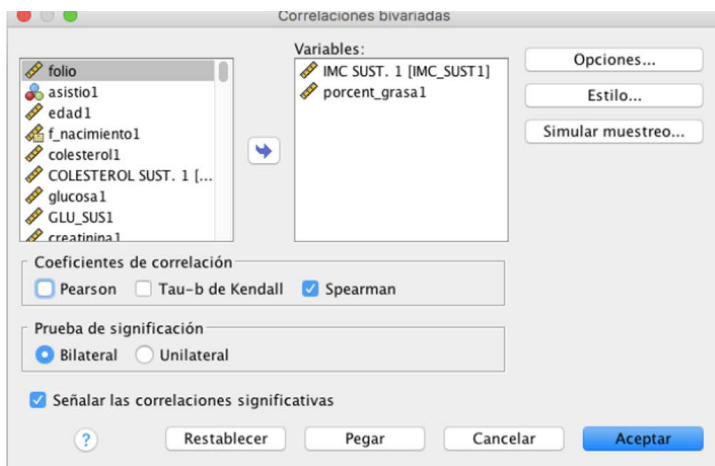 Correlaciones bivariadas
folio
asistio1
edad1
f_nacimiento1
colesterol1
COLESTEROL SUST. 1 [...
glucosa1
GLU_SUS1
creatinina1
Variables:
IMC SUST. 1 [IMC_SUST1]
porcent_grasa1
Opciones...
Estilo...
Simular muestreo...
Coeficientes de correlación
Pearson Tau-b de Kendall Spearman
Prueba de significación
Bilateral Unilateral
Señalar las correlaciones significativas
? Restablecer Pegar Cancelar Aceptar